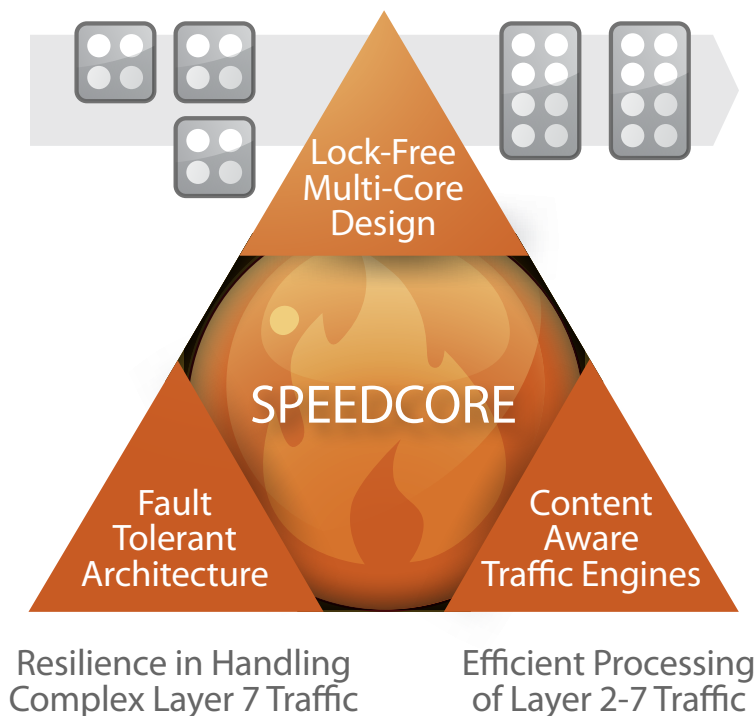 Lock-Free
Multi-Core
Design
SPEEDCORE
Fault
Tolerant
Architecture
Content
Aware
Traffic Engines
Resilience in Handling
Complex Layer 7 Traffic
Efficient Processing
of Layer 2-7 Traffic